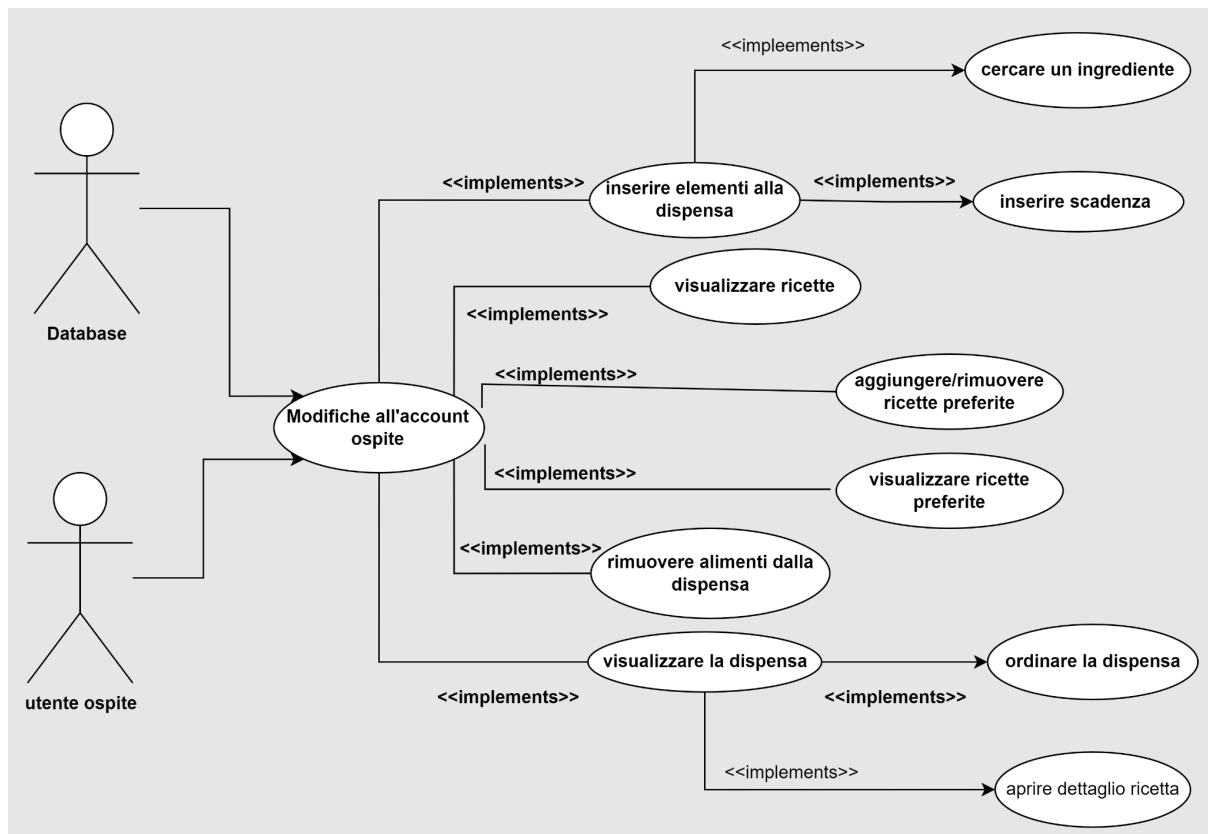 <<impleements>>
cercare un ingrediente
<<implements>>
inserire elementi alla
dispensa
<<implements>>
inserire scadenza
visualizzare ricette
<<implements>>
Database
<<implements>>
aggiungere/rimuovere
ricette preferite
Modifiche all'account
ospite
<<implements>>
visualizzare ricette
preferite
<<implements>>
rimuovere alimenti dalla
dispensa
visualizzare la dispensa
ordinare la dispensa
<<implements>>
<<implements>>
utente ospite
<<implements>>
aprire dettaglio ricetta